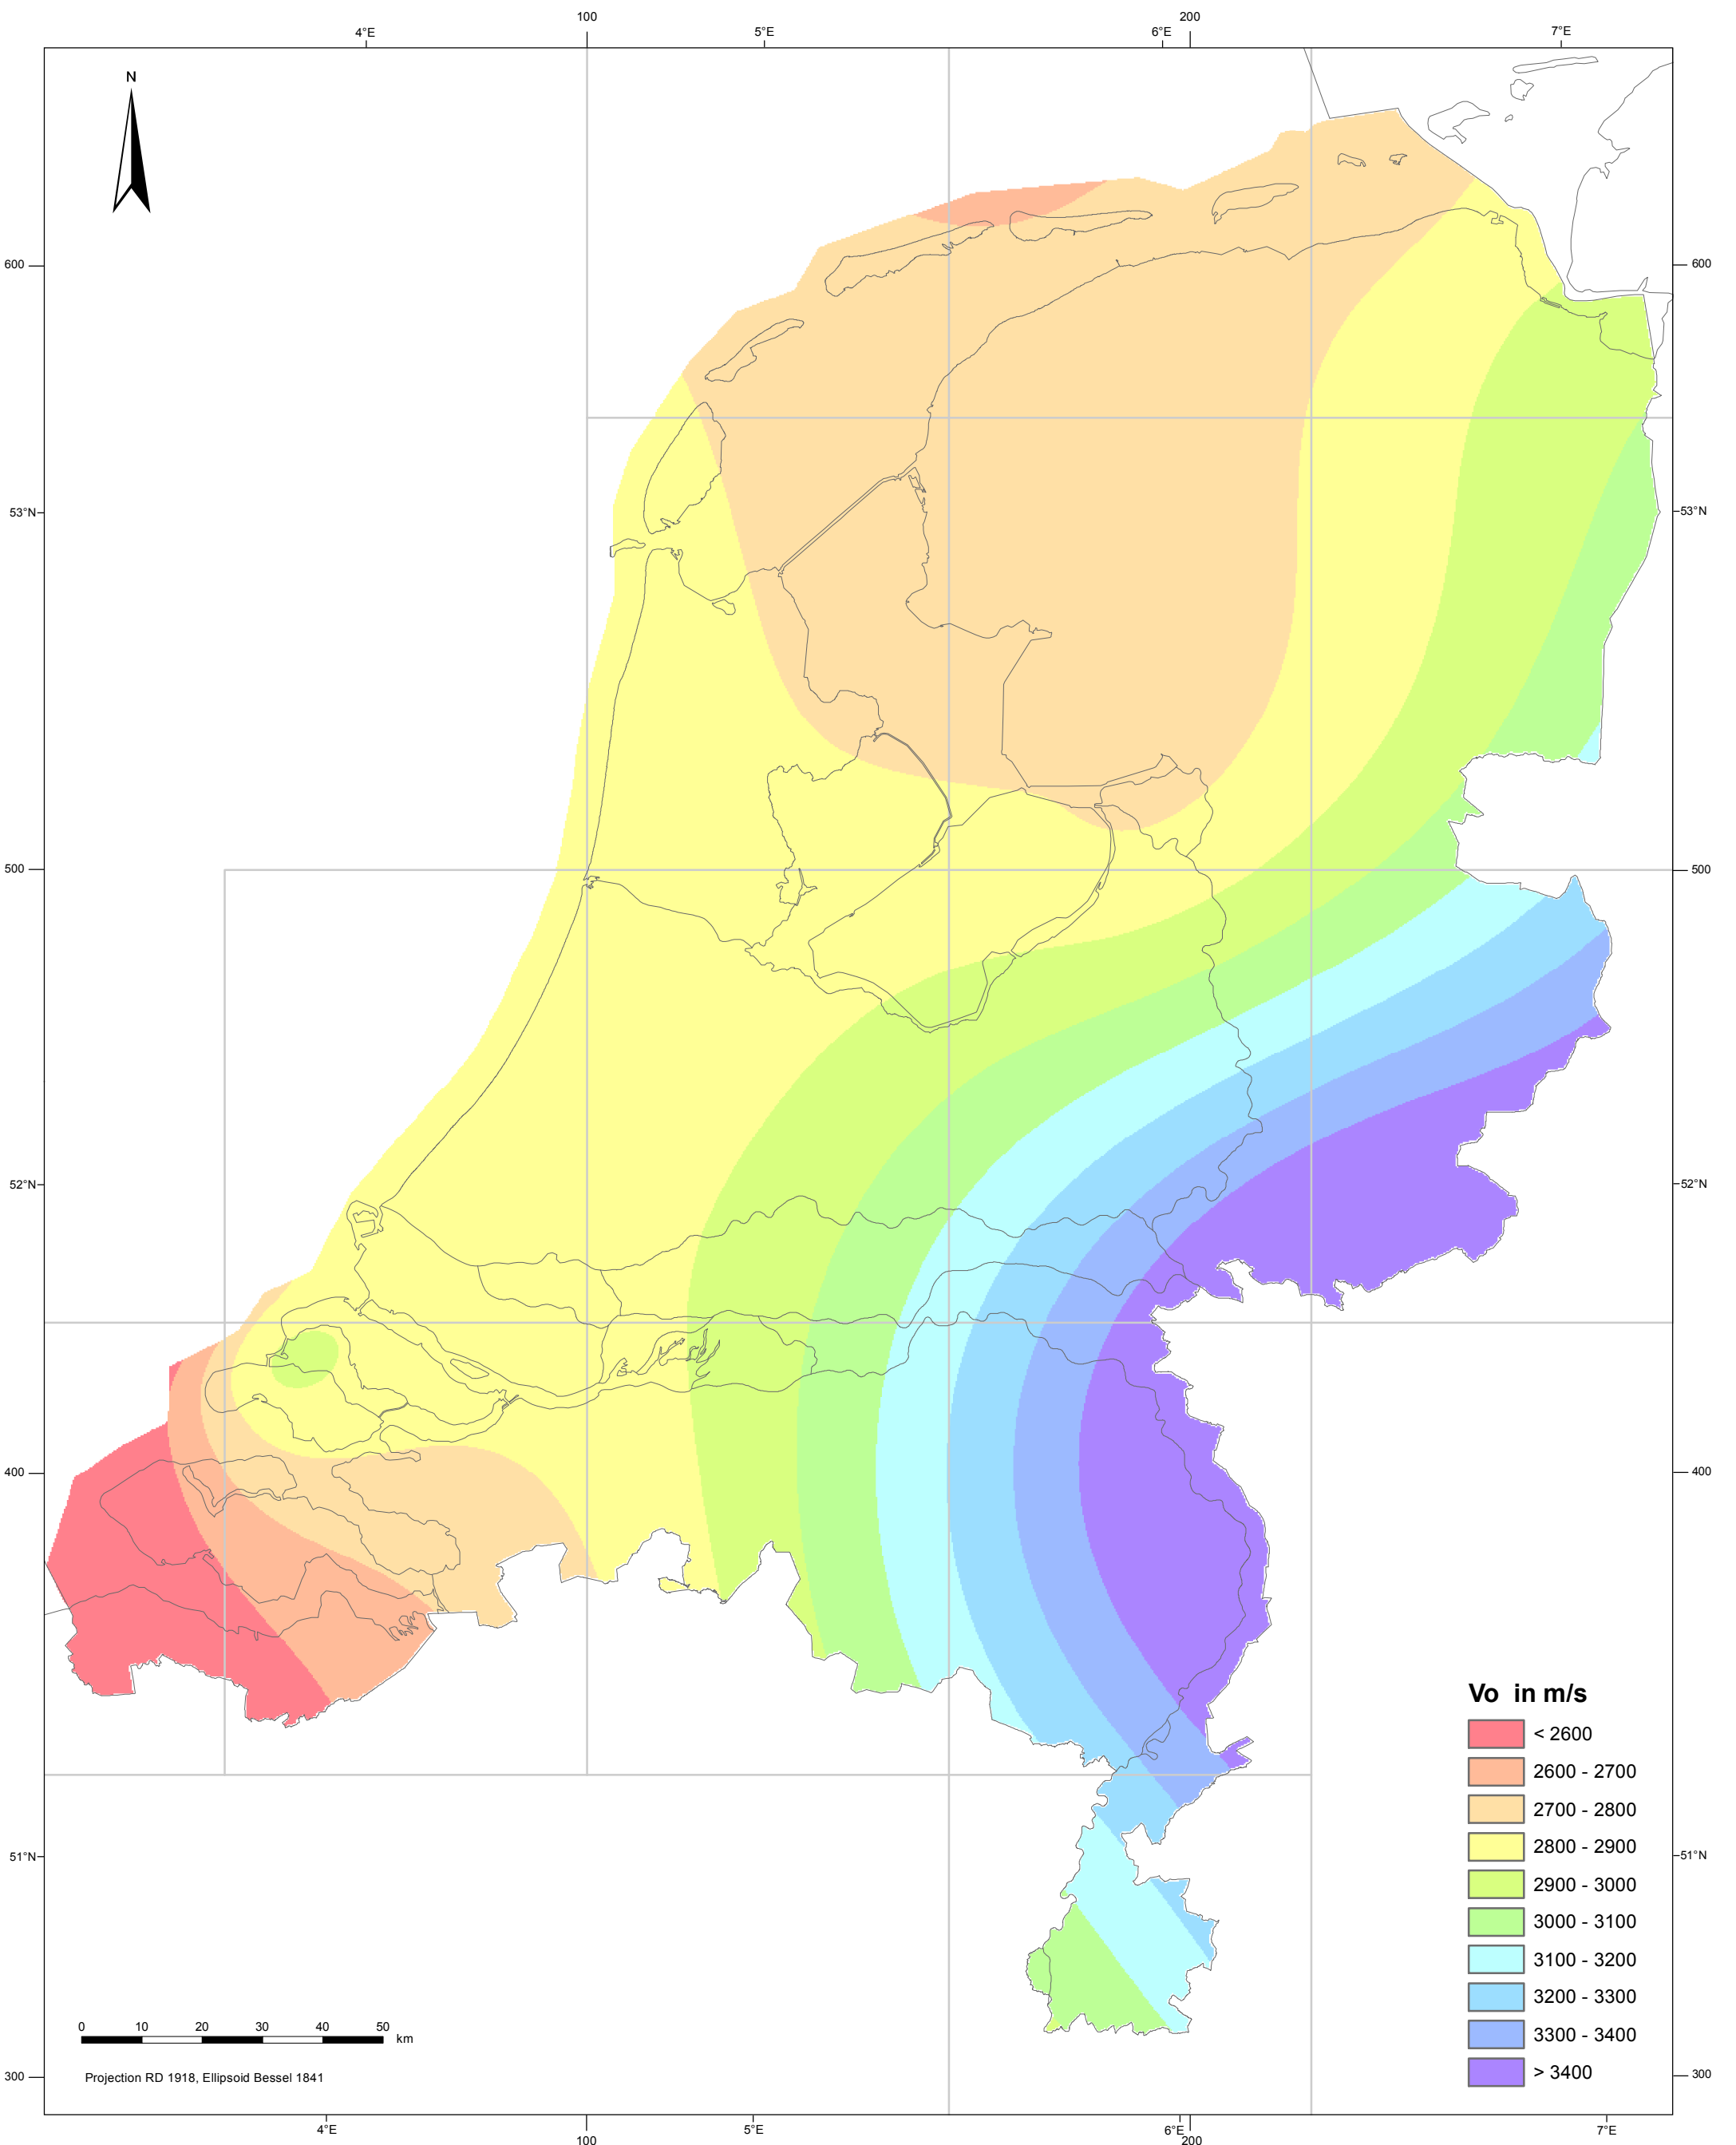 100 200
4°E 5°E 6°E 7°E
N
600 600
53°N 53°N
500 500
52°N 52°N
400 400
Vo in m/s
< 2600
2600 - 2700
2700 - 2800
2800 - 2900
2900 - 3000
3000 - 3100
3100 - 3200
3200 - 3300
3300 - 3400
> 3400
51°N 51°N
0 10 20 30 40 50 km
Projection RD 1918, Ellipsoid Bessel 1841
300 300
4°E 5°E 6°E 7°E
100 200